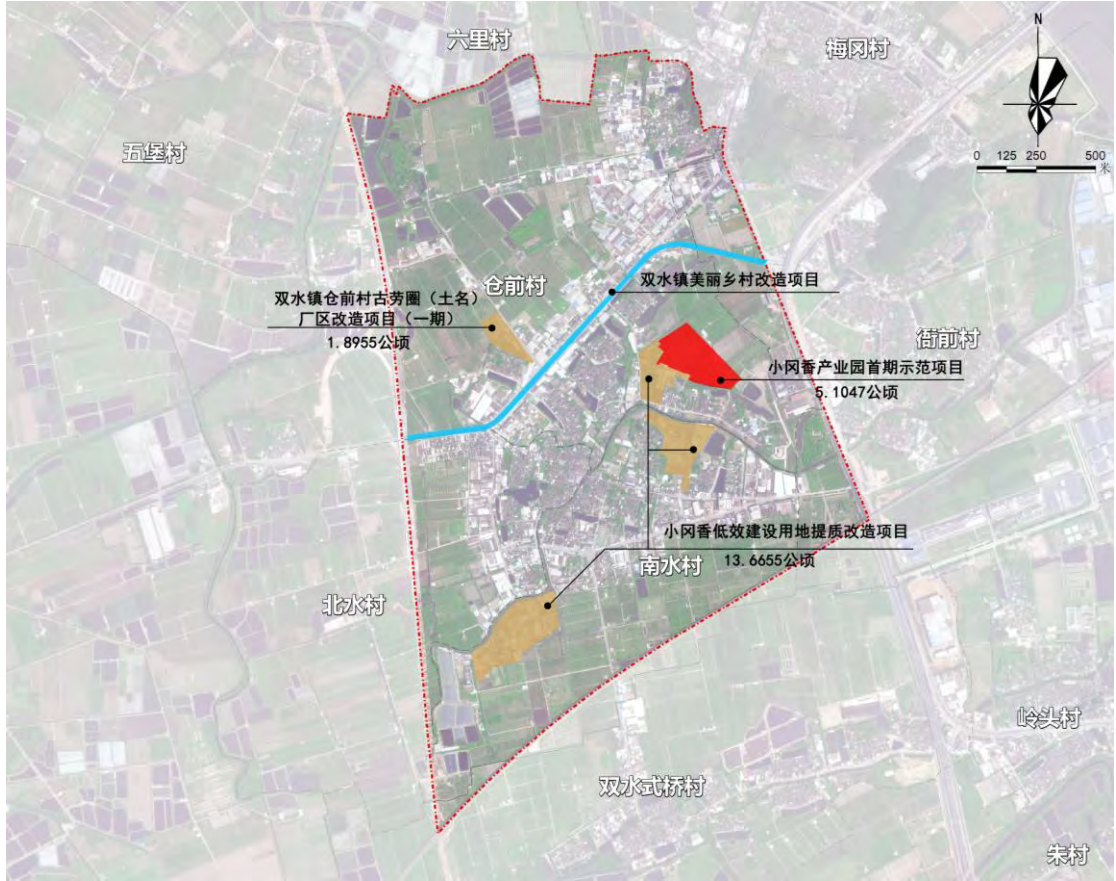 六里村
梅冈村
N
五堡村
0 125 250 500
米
仓前村
双水镇美丽乡村改造项目
双水镇仓前村古劳圈（土名）
厂区改造项目（一期）
1.8955公顷
衙前村
小冈香产业园首期示范项目
5.1047公顷
小冈香低效建设用地提质改造项目
13.6655公顷
南水村
北水村
岭头村
双水式桥村
朱村